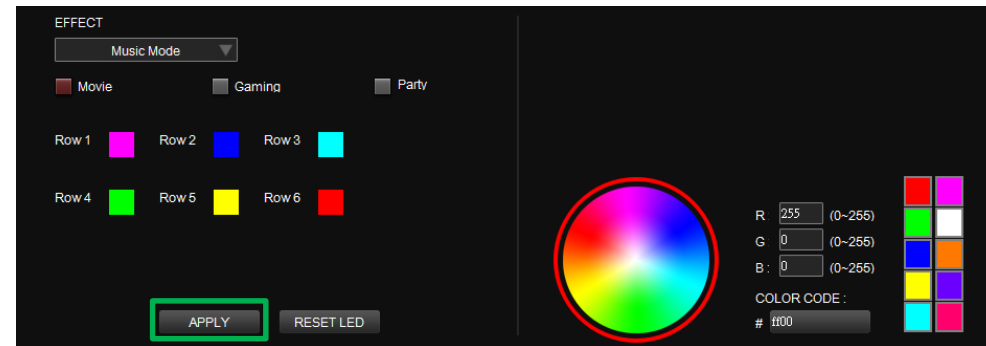 EFFECT
Music Mode
Movie Gaming Party
Row 1 Row 2 Row 3
Row 4 Row 5 Row 6
APPLY RESET LED
R 255 (0~255)
G 0 (0~255)
B : 0 (0~255)
COLOR CODE :
# ff00